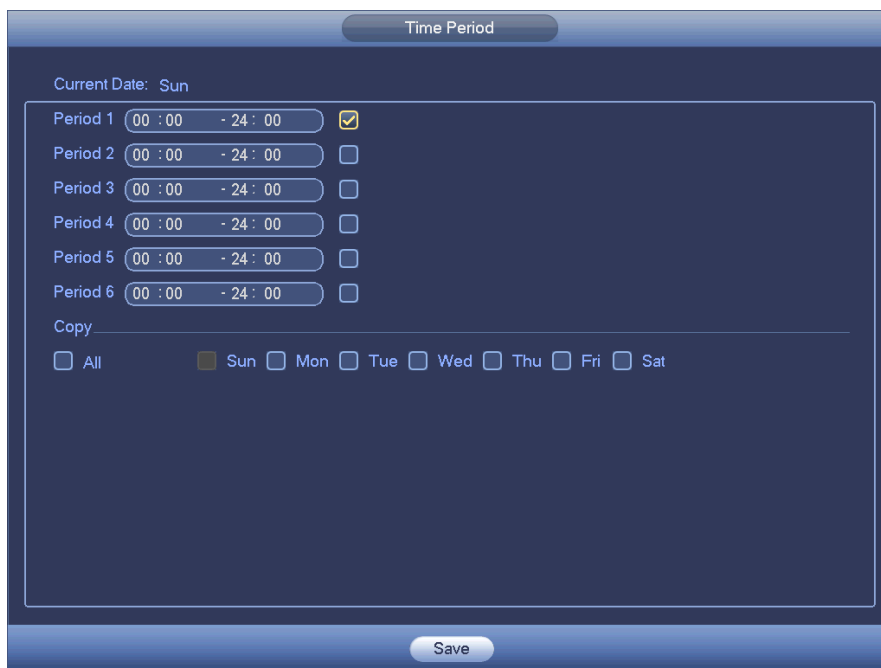 Time Period
Current Date: Sun
Period 1 00 :00 - 24 : 00
Period 2 00 :00 - 24 : 00
Period 3 00 :00 - 24 : 00
Period 4 00 :00 - 24 : 00
Period 5 00 :00 - 24 : 00
Period 6 00 :00 - 24 : 00
Copy
All Sun Mon Tue Wed Thu Fri Sat
Save